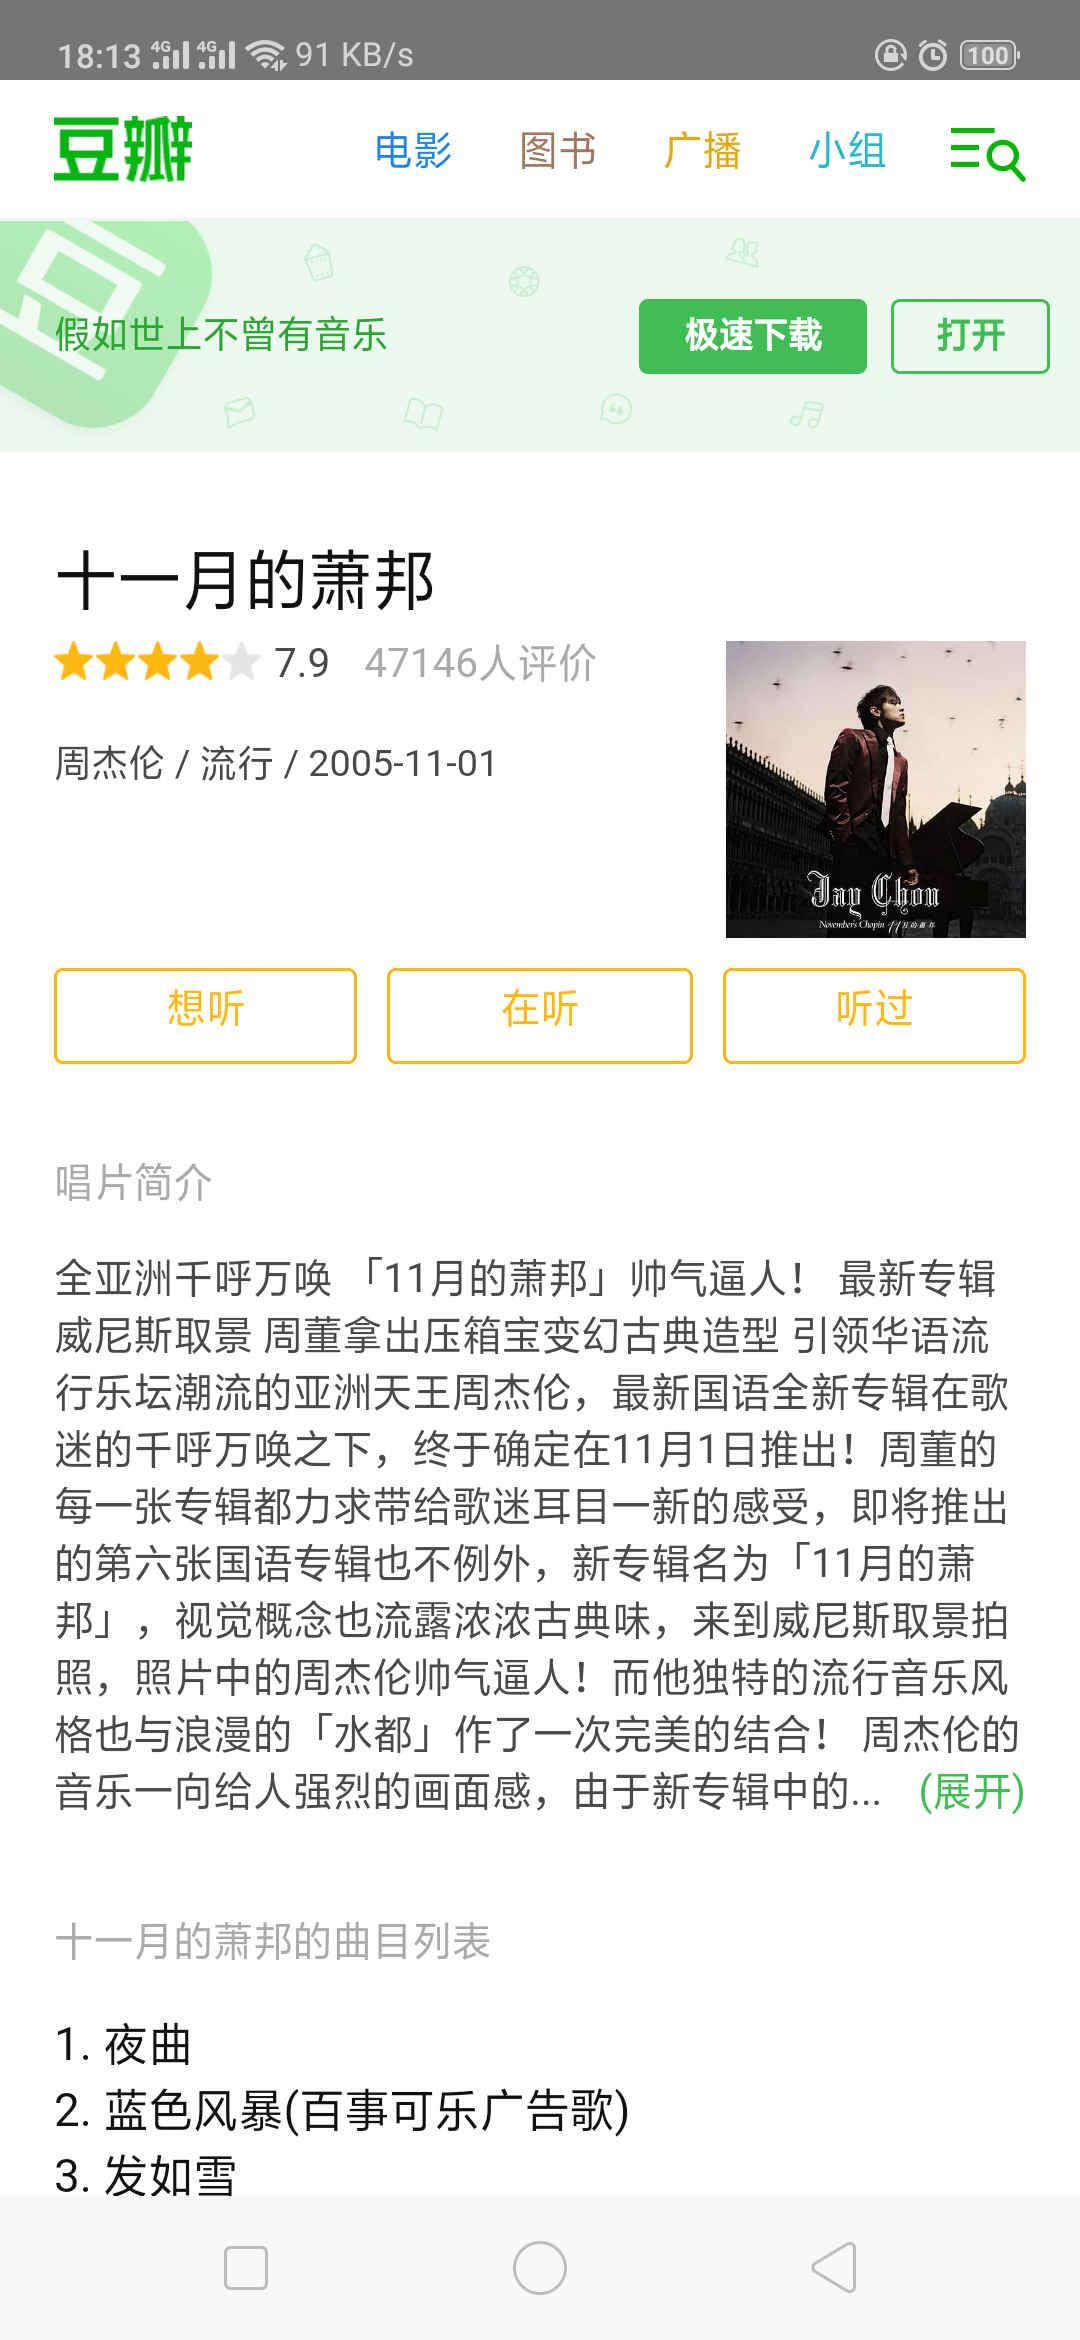 18:13 4G 4G 91 KB/s 100
豆瓣 电影 图书 广播 小组
豆
假如世上不曾有音乐 极速下载 打开
十一月的萧邦
7.9 47146人评价
周杰伦 / 流行 / 2005-11-01
Jay Chou
November's Chopin 11月的蕭邦
想听 在听 听过
唱片简介
全亚洲千呼万唤 「11月的萧邦」帅气逼人！ 最新专辑
威尼斯取景 周董拿出压箱宝变幻古典造型 引领华语流
行乐坛潮流的亚洲天王周杰伦，最新国语全新专辑在歌
迷的千呼万唤之下，终于确定在11月1日推出！周董的
每一张专辑都力求带给歌迷耳目一新的感受，即将推出
的第六张国语专辑也不例外，新专辑名为「11月的萧
邦」，视觉概念也流露浓浓古典味，来到威尼斯取景拍
照，照片中的周杰伦帅气逼人！而他独特的流行音乐风
格也与浪漫的「水都」作了一次完美的结合！ 周杰伦的
音乐一向给人强烈的画面感，由于新专辑中的... (展开)
十一月的萧邦的曲目列表
1. 夜曲
2. 蓝色风暴(百事可乐广告歌)
3. 发如雪